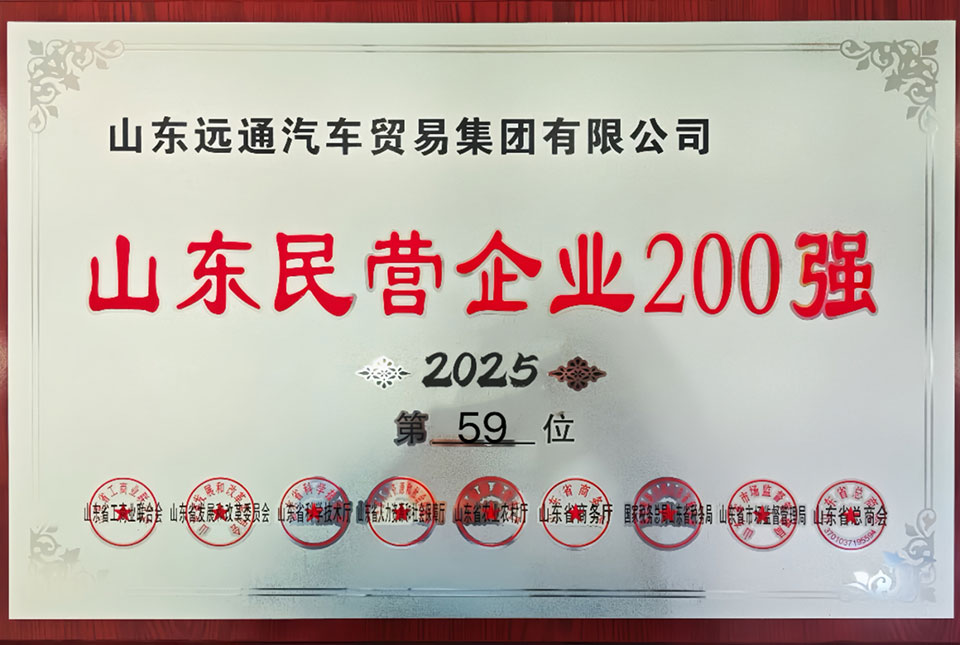 山东远通汽车贸易集团有限公司
山东民营企业200强
2025
第 59 位
山东省工商业联合会 山东省发展和改革委员会 山东省科学技术厅 山东省人力资源和社会保障厅 山东省农业农村厅 山东省商务厅 国家税务总局山东省税务局 山东省市场监督管理局 山东省总商会